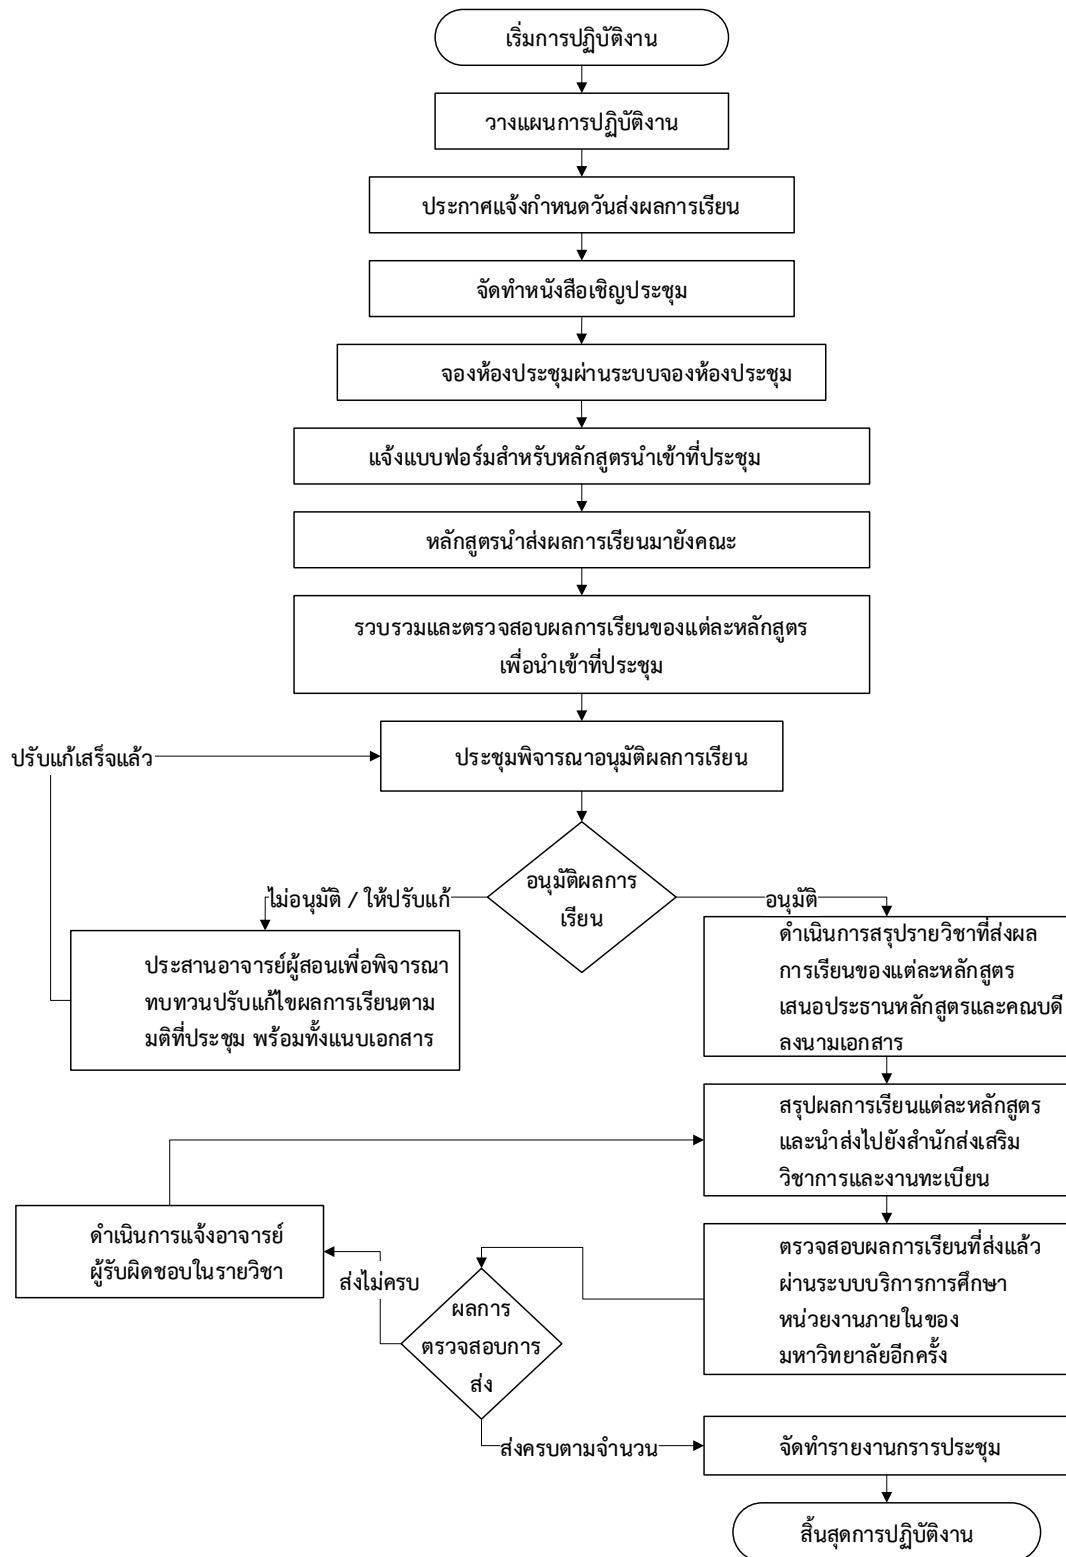 เริ่มการปฏิบัติงาน
วางแผนการปฏิบัติงาน
ประกาศแจ้งกำหนดวันส่งผลการเรียน
จัดทำหนังสือเชิญประชุม
จองห้องประชุมผ่านระบบจองห้องประชุม
แจ้งแบบฟอร์มสำหรับหลักสูตรนำเข้าที่ประชุม
หลักสูตรนำส่งผลการเรียนมายังคณะ
รวบรวมและตรวจสอบผลการเรียนของแต่ละหลักสูตร
เพื่อนำเข้าที่ประชุม
ปรับแก้เสร็จแล้ว
ประชุมพิจารณาอนุมัติผลการเรียน
อนุมัติผลการ
เรียน
ไม่อนุมัติ / ให้ปรับแก้
อนุมัติ
ประสานอาจารย์ผู้สอนเพื่อพิจารณา
ทบทวนปรับแก้ไขผลการเรียนตาม
มติที่ประชุม พร้อมทั้งแนบเอกสาร
ดำเนินการสรุปรายวิชาที่ส่งผล
การเรียนของแต่ละหลักสูตร
เสนอประธานหลักสูตรและคณบดี
ลงนามเอกสาร
สรุปผลการเรียนแต่ละหลักสูตร
และนำส่งไปยังสำนักส่งเสริม
วิชาการและงานทะเบียน
ดำเนินการแจ้งอาจารย์
ผู้รับผิดชอบในรายวิชา
ส่งไม่ครบ
ผลการ
ตรวจสอบการ
ส่ง
ตรวจสอบผลการเรียนที่ส่งแล้ว
ผ่านระบบบริการการศึกษา
หน่วยงานภายในของ
มหาวิทยาลัยอีกครั้ง
ส่งครบตามจำนวน
จัดทำรายงานกรารประชุม
สิ้นสุดการปฏิบัติงาน